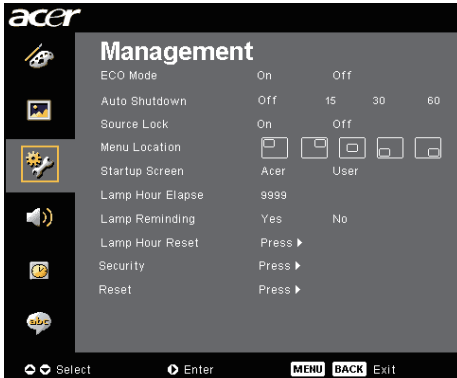 acer
Management
ECO Mode On Off
Auto Shutdown Off 15 30 60
Source Lock On Off
Menu Location
Startup Screen Acer User
Lamp Hour Elapse 9999
Lamp Reminding Yes No
Lamp Hour Reset Press
Security Press
Reset Press
abc
Select Enter MENU BACK Exit